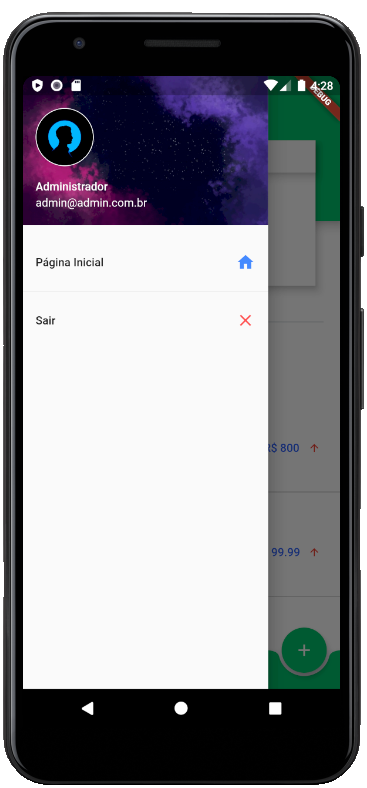 4:28
DEBUG
Administrador
admin@admin.com.br
Página Inicial
Sair
R$ 800
99.99